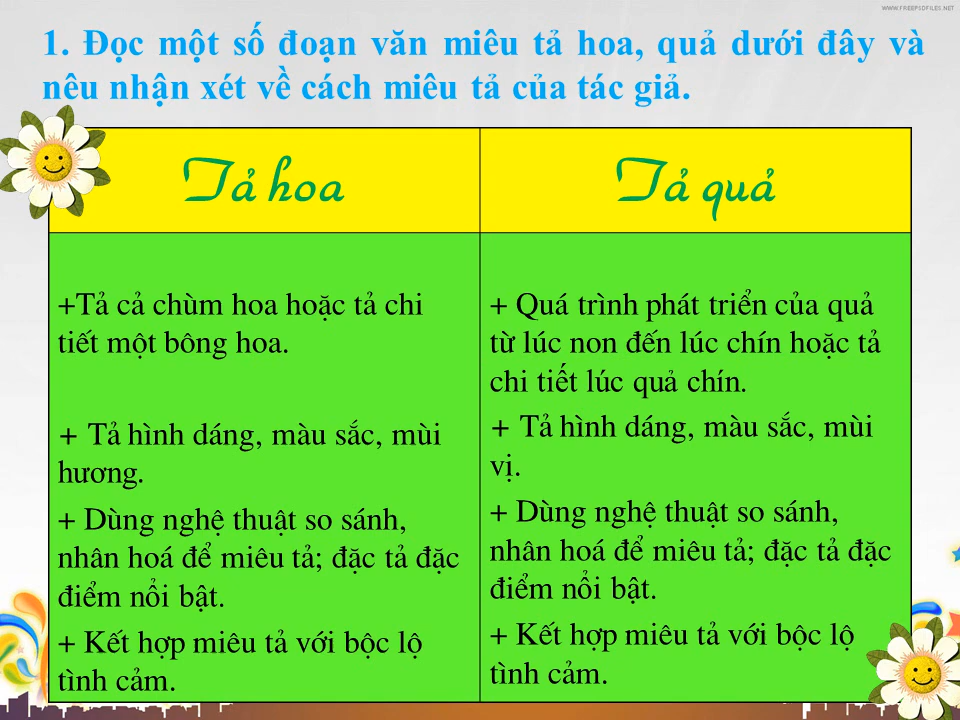 WWW.FREEPSDFILES.NET
1. Đọc một số đoạn văn miêu tả hoa, quả dưới đây và
nêu nhận xét về cách miêu tả của tác giả.
Tả hoa
+Tả cả chùm hoa hoặc tả chi
tiết một bông hoa.
+ Tả hình dáng, màu sắc, mùi
hương.
+ Dùng nghệ thuật so sánh,
nhân hoá để miêu tả; đặc tả đặc
điểm nổi bật.
+ Kết hợp miêu tả với bộc lộ
tình cảm.
Tả quả
+ Quá trình phát triển của quả
từ lúc non đến lúc chín hoặc tả
chi tiết lúc quả chín.
+ Tả hình dáng, màu sắc, mùi
vị.
+ Dùng nghệ thuật so sánh,
nhân hoá để miêu tả; đặc tả đặc
điểm nổi bật.
+ Kết hợp miêu tả với bộc lộ
tình cảm.